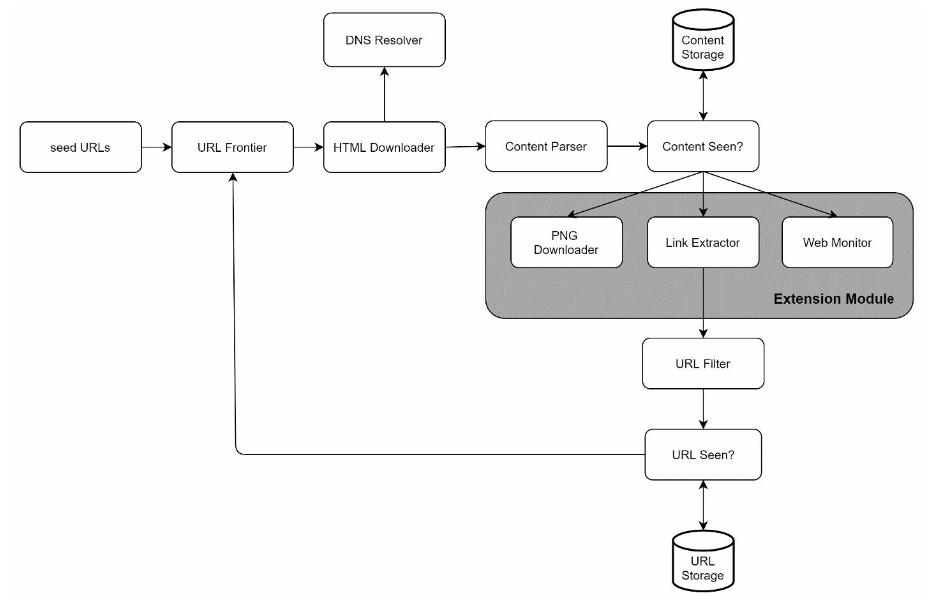 DNS Resolver
Content
Storage
seed URLs
URL Frontier
HTML Downloader
Content Parser
Content Seen?
PNG
Downloader
Link Extractor
Web Monitor
Extension Module
URL Filter
URL Seen?
URL
Storage